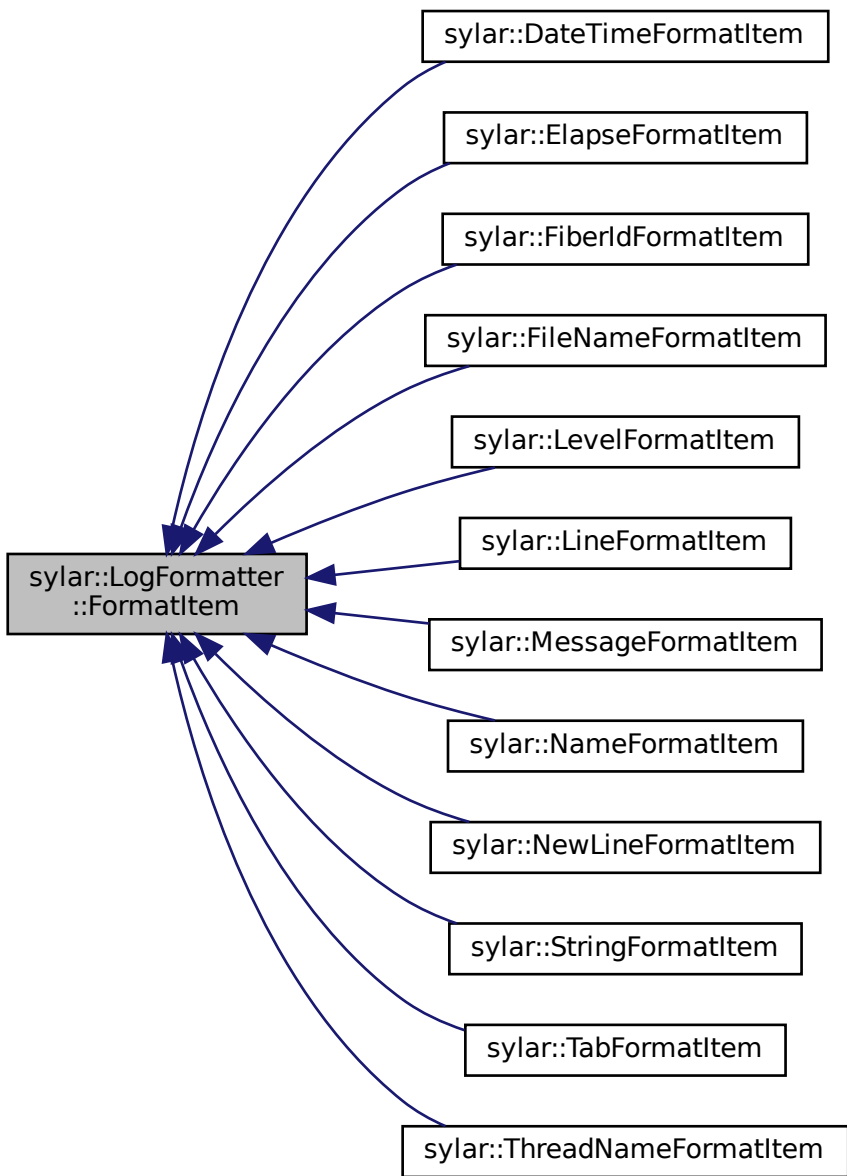 sylar::DateTimeFormatItem
sylar::ElapseFormatItem
sylar::FiberIdFormatItem
sylar::FileNameFormatItem
sylar::LevelFormatItem
sylar::LineFormatItem
sylar::LogFormatter
::FormatItem
sylar::MessageFormatItem
sylar::NameFormatItem
sylar::NewLineFormatItem
sylar::StringFormatItem
sylar::TabFormatItem
sylar::ThreadNameFormatItem